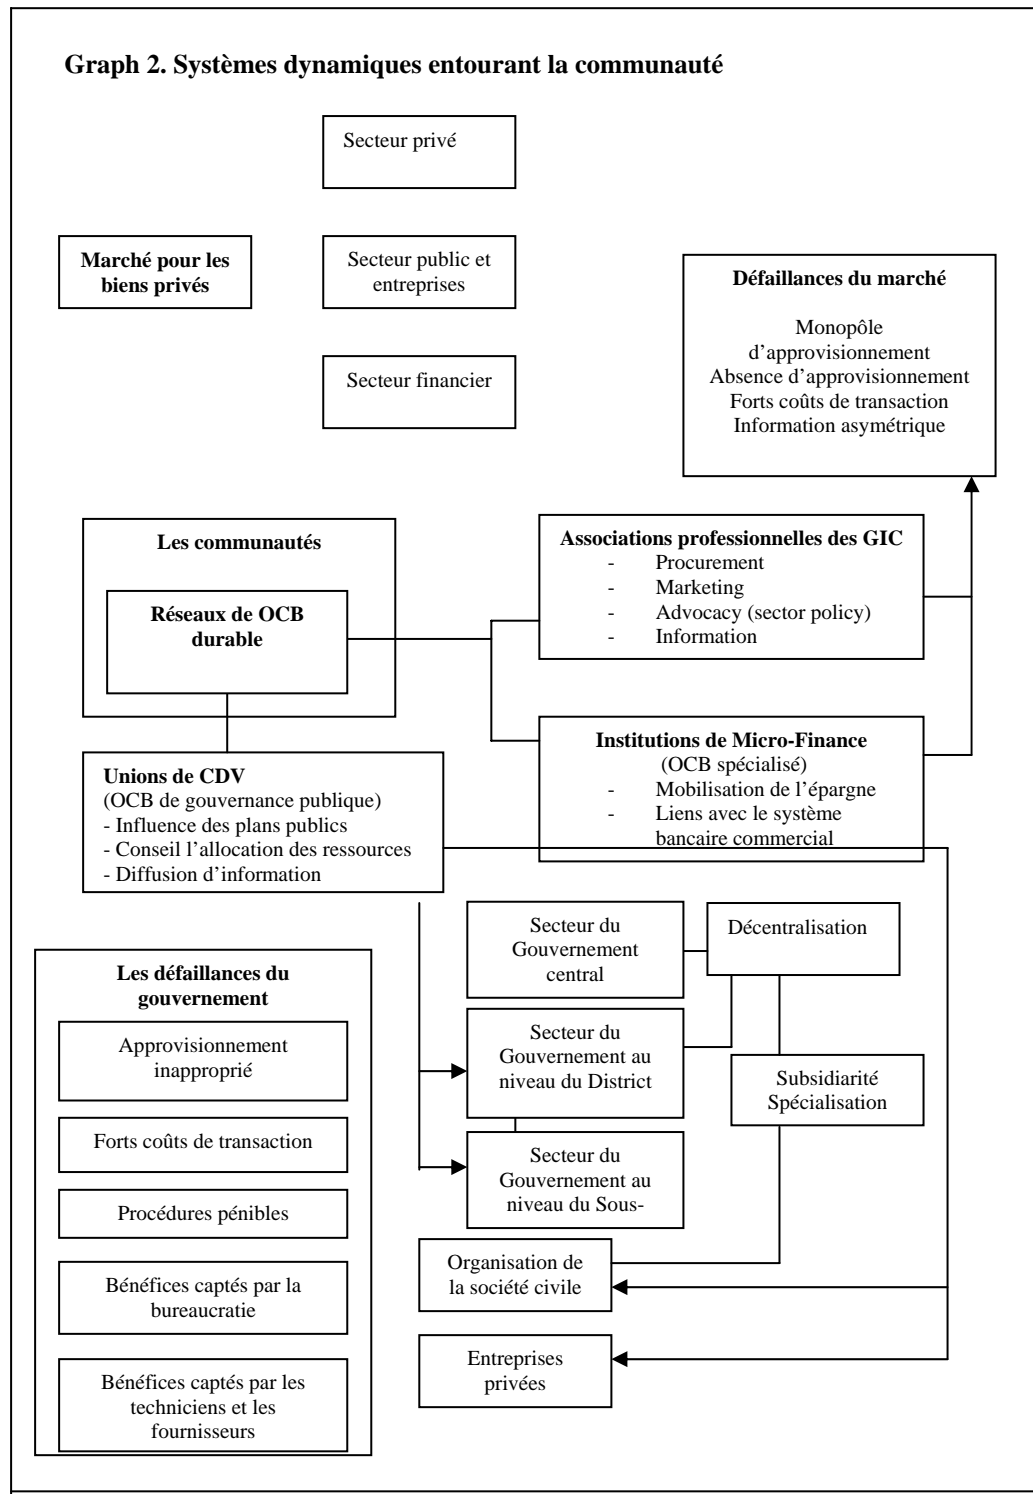 Graph 2. Systèmes dynamiques entourant la communauté
Secteur privé
Marché pour les
biens privés
Secteur public et
entreprises
Secteur financier
Défaillances du marché
Monopôle
d’approvisionnement
Absence d’approvisionnement
Forts coûts de transaction
Information asymétrique
Les communautés
Réseaux de OCB
durable
Associations professionnelles des GIC
- Procurement
- Marketing
- Advocacy (sector policy)
- Information
Institutions de Micro-Finance
(OCB spécialisé)
- Mobilisation de l’épargne
- Liens avec le système
bancaire commercial
Unions de CDV
(OCB de gouvernance publique)
- Influence des plans publics
- Conseil l’allocation des ressources
- Diffusion d’information
Secteur du
Gouvernement
central
Décentralisation
Secteur du
Gouvernement au
niveau du District
Subsidiarité
Spécialisation
Secteur du
Gouvernement au
niveau du Sous-
Organisation de
la société civile
Entreprises
privées
Les défaillances du
gouvernement
Approvisionnement
inapproprié
Forts coûts de transaction
Procédures pénibles
Bénéfices captés par la
bureaucratie
Bénéfices captés par les
techniciens et les
fournisseurs